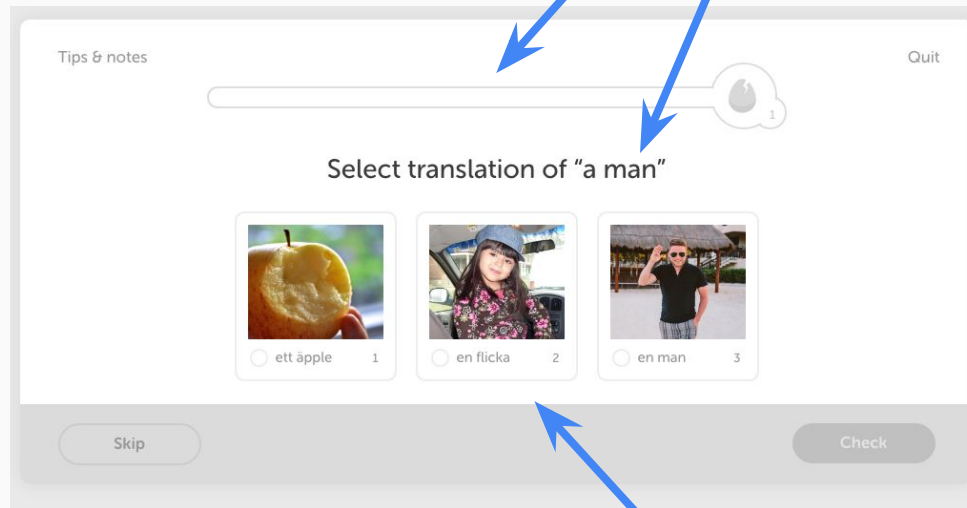 Tips & notes
Quit
1
Select translation of “a man”
ett äpple 1
en flicka 2
en man 3
Skip
Check